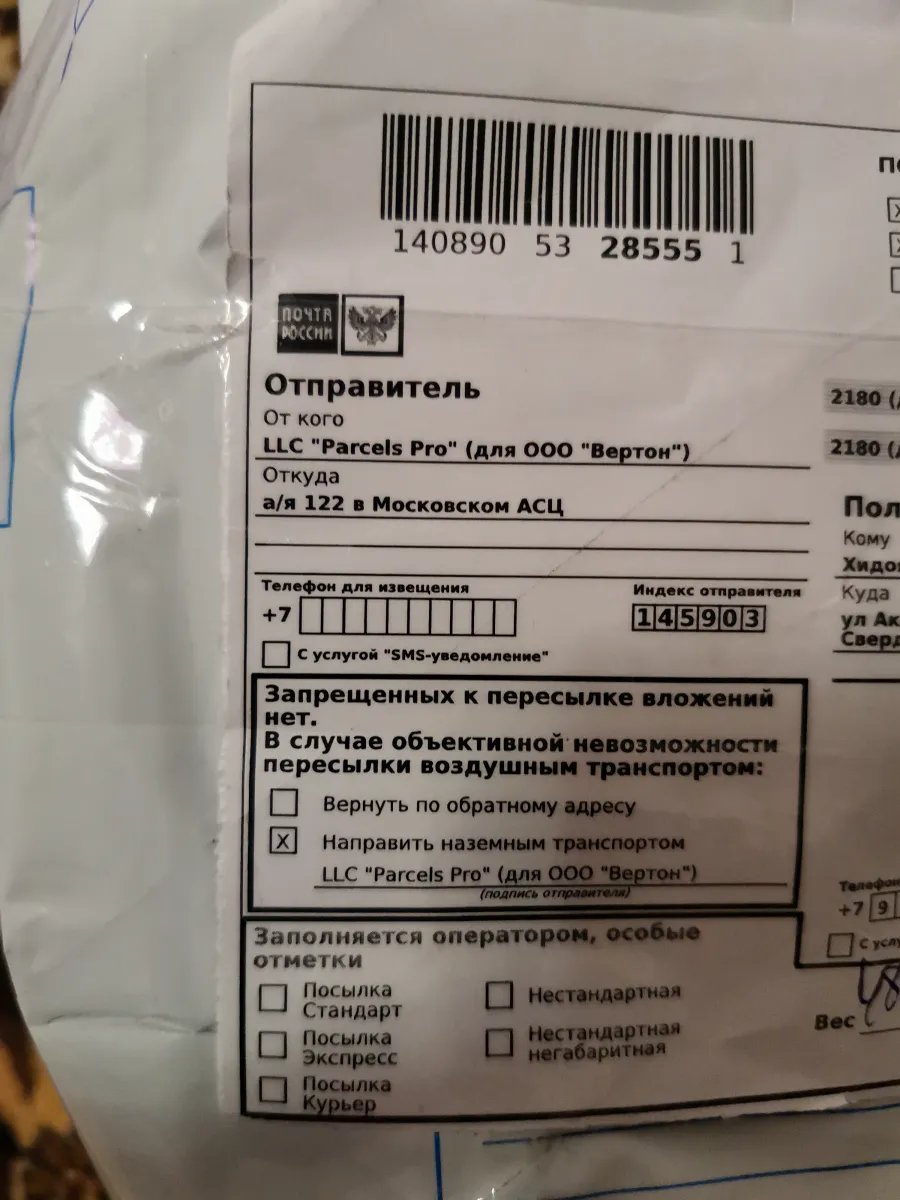 140890 53 28555 1
ПОЧТА
РОССИИ
Отправитель
От кого
LLC "Parcels Pro" (для ООО "Вертон")
Откуда
а/я 122 в Московском АСЦ
Телефон для извещения
+7
Индекс отправителя
145903
С услугой "SMS-уведомление"
Запрещенных к пересылке вложений
нет.
В случае объективной невозможности
пересылки воздушным транспортом:
Вернуть по обратному адресу
X Направить наземным транспортом
LLC "Parcels Pro" (для ООО "Вертон")
(подпись отправителя)
Заполняется оператором, особые
отметки
Посылка
Стандарт
Посылка
Экспресс
Посылка
Курьер
Нестандартная
Нестандартная
негабаритная
2180
2180
Кому
Куда
ул
+7 9
Вес